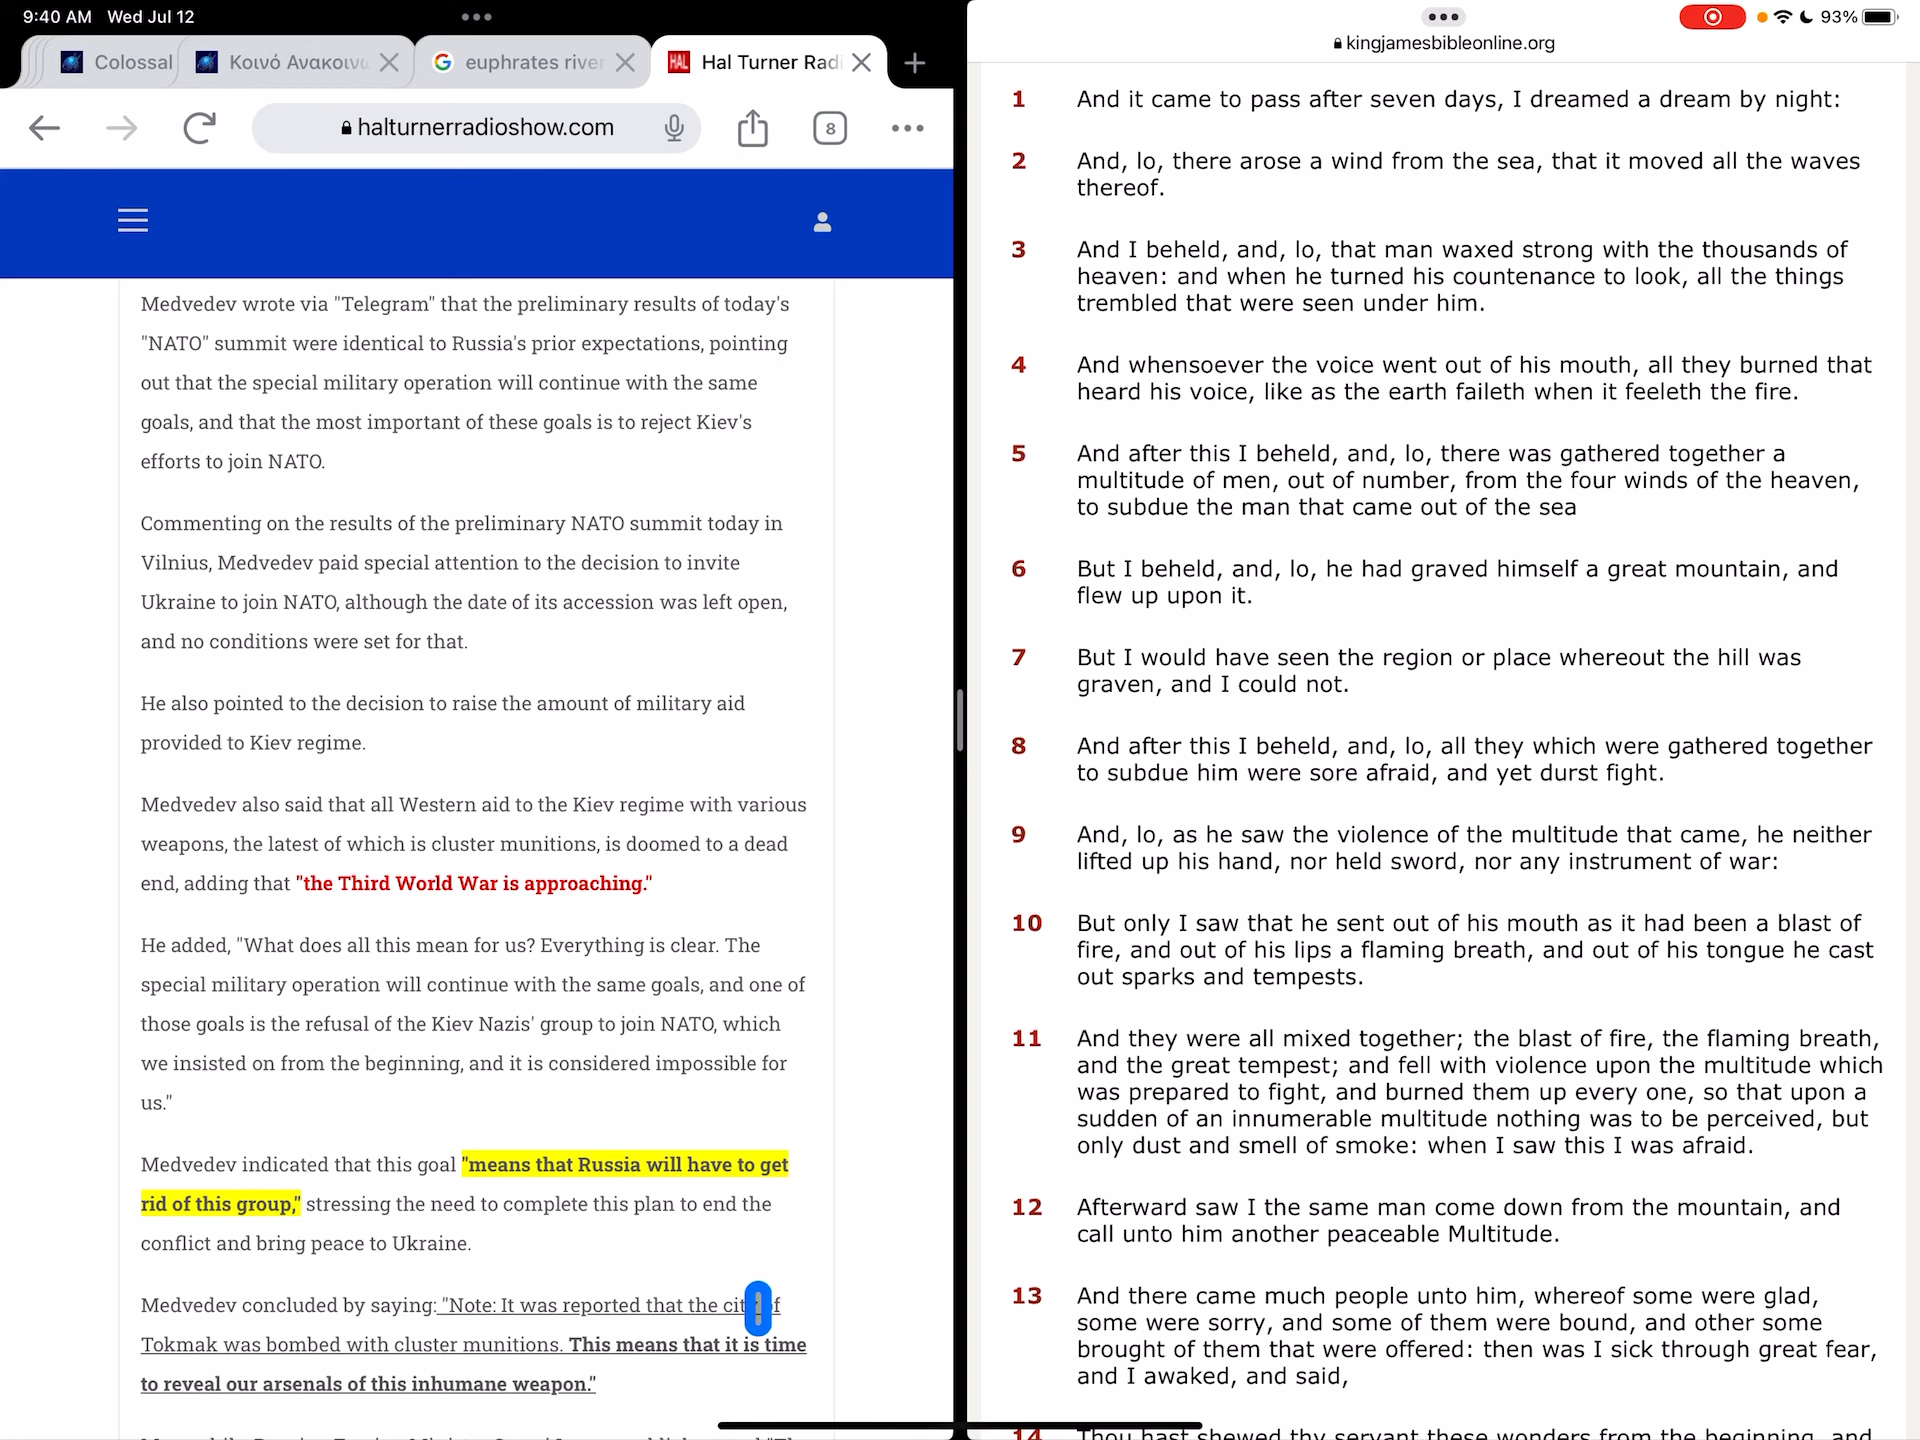 9:40 AM Wed Jul 12
93%
Colossal
Κοινό Ανακοινω
euphrates river
HAL
Hal Turner Radi
halturnerradioshow.com
8
Medvedev wrote via "Telegram" that the preliminary results of today's
"NATO" summit were identical to Russia's prior expectations, pointing
out that the special military operation will continue with the same
goals, and that the most important of these goals is to reject Kiev's
efforts to join NATO.
Commenting on the results of the preliminary NATO summit today in
Vilnius, Medvedev paid special attention to the decision to invite
Ukraine to join NATO, although the date of its accession was left open,
and no conditions were set for that.
He also pointed to the decision to raise the amount of military aid
provided to Kiev regime.
Medvedev also said that all Western aid to the Kiev regime with various
weapons, the latest of which is cluster munitions, is doomed to a dead
end, adding that "the Third World War is approaching."
He added, "What does all this mean for us? Everything is clear. The
special military operation will continue with the same goals, and one of
those goals is the refusal of the Kiev Nazis' group to join NATO, which
we insisted on from the beginning, and it is considered impossible for
us."
Medvedev indicated that this goal "means that Russia will have to get
rid of this group," stressing the need to complete this plan to end the
conflict and bring peace to Ukraine.
Medvedev concluded by saying: "Note: It was reported that the city of
Tokmak was bombed with cluster munitions. This means that it is time
to reveal our arsenals of this inhumane weapon."
kingjamesbibleonline.org
1 And it came to pass after seven days, I dreamed a dream by night:
2 And, lo, there arose a wind from the sea, that it moved all the waves
thereof.
3 And I beheld, and, lo, that man waxed strong with the thousands of
heaven: and when he turned his countenance to look, all the things
trembled that were seen under him.
4 And whensoever the voice went out of his mouth, all they burned that
heard his voice, like as the earth faileth when it feeleth the fire.
5 And after this I beheld, and, lo, there was gathered together a
multitude of men, out of number, from the four winds of the heaven,
to subdue the man that came out of the sea
6 But I beheld, and, lo, he had graved himself a great mountain, and
flew up upon it.
7 But I would have seen the region or place whereout the hill was
graven, and I could not.
8 And after this I beheld, and, lo, all they which were gathered together
to subdue him were sore afraid, and yet durst fight.
9 And, lo, as he saw the violence of the multitude that came, he neither
lifted up his hand, nor held sword, nor any instrument of war:
10 But only I saw that he sent out of his mouth as it had been a blast of
fire, and out of his lips a flaming breath, and out of his tongue he cast
out sparks and tempests.
11 And they were all mixed together; the blast of fire, the flaming breath,
and the great tempest; and fell with violence upon the multitude which
was prepared to fight, and burned them up every one, so that upon a
sudden of an innumerable multitude nothing was to be perceived, but
only dust and smell of smoke: when I saw this I was afraid.
12 Afterward saw I the same man come down from the mountain, and
call unto him another peaceable Multitude.
13 And there came much people unto him, whereof some were glad,
some were sorry, and some of them were bound, and other some
brought of them that were offered: then was I sick through great fear,
and I awaked, and said,
14 Thou hast shewed thy servant these wonders from the beginning, and